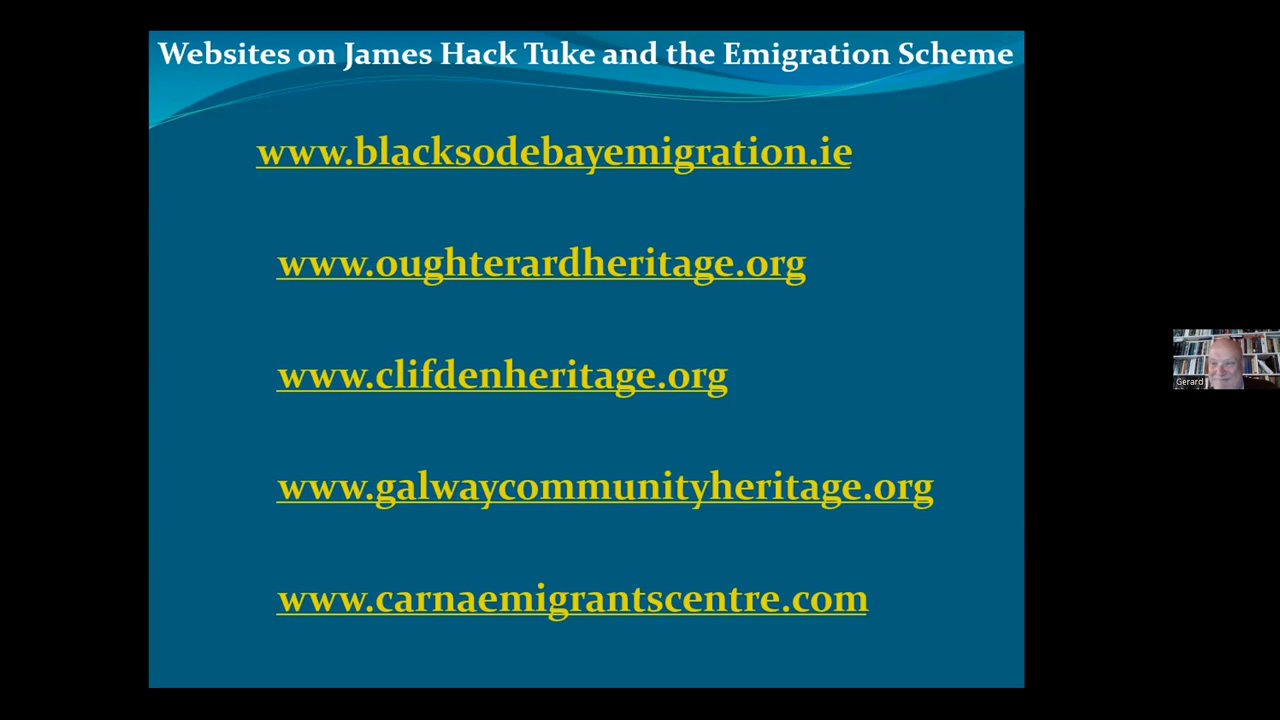 Websites on James Hack Tuke and the Emigration Scheme
www.blacksodebayemigration.ie
www.oughterardheritage.org
www.clifdenheritage.org
www.galwaycommunityheritage.org
www.carnaemigrantscentre.com
Gerard